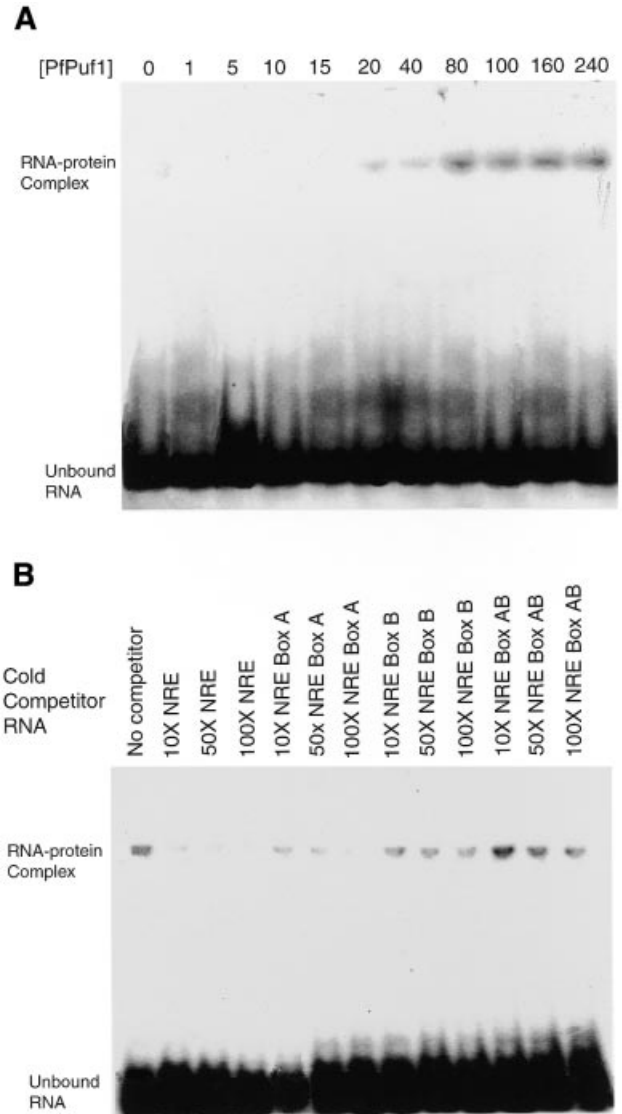 A
[PfPuf1] 0 1 5 10 15 20 40 80 100 160 240
RNA-protein
Complex
Unbound
RNA
B
Cold
Competitor
RNA
No competitor
10X NRE
50X NRE
100X NRE
10X NRE Box A
50x NRE Box A
100X NRE Box A
10X NRE Box B
50X NRE Box B
100X NRE Box B
10X NRE Box AB
50X NRE Box AB
100X NRE Box AB
RNA-protein
Complex
Unbound
RNA